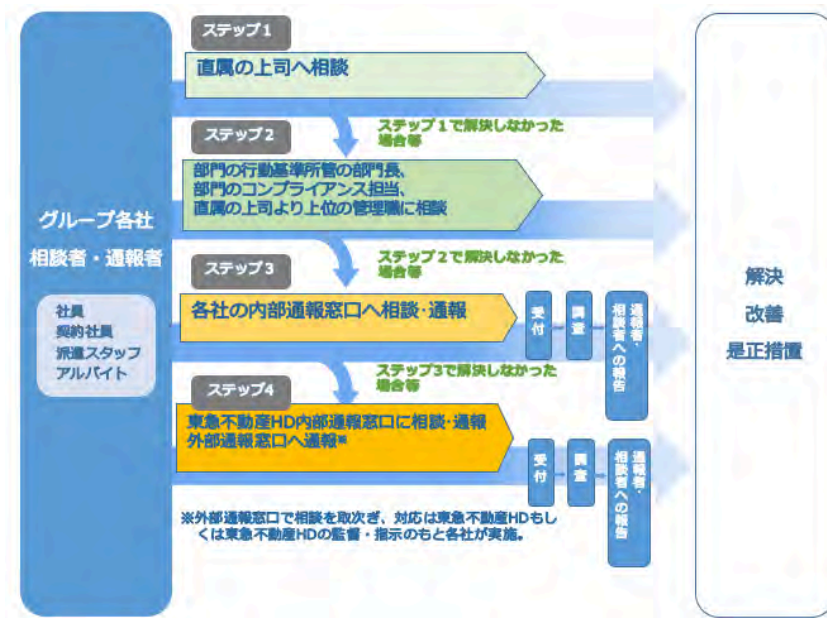 グループ各社
相談者・通報者
社員
契約社員
派遣スタッフ
アルバイト
ステップ1
直属の上司へ相談
ステップ1で解決しなかった
場合等
ステップ2
部門の行動基準所管の部門長、
部門のコンプライアンス担当、
直属の上司より上位の管理職に相談
ステップ2で解決しなかった
場合等
ステップ3
各社の内部通報窓口へ相談・通報
受付
調査
通報者・
相談者への報告
ステップ3で解決しなかった
場合等
ステップ4
東急不動産HD内部通報窓口に相談・通報
外部通報窓口へ通報※
受付
調査
通報者・
相談者への報告
※外部通報窓口で相談を取次ぎ、対応は東急不動産HDもし
くは東急不動産HDの監督・指示のもと各社が実施。
解決
改善
是正措置